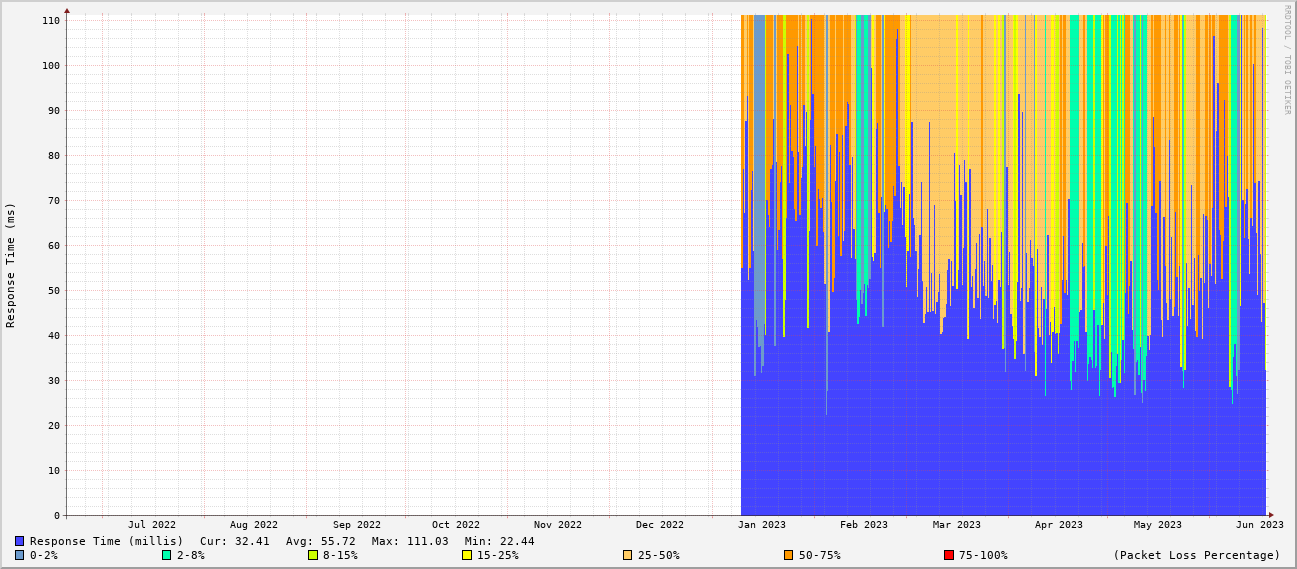 RRDTOOL / TOBI OETIKER
Response Time (ms)
110
100
90
80
70
60
50
40
30
20
10
0
Jul 2022 Aug 2022 Sep 2022 Oct 2022 Nov 2022 Dec 2022 Jan 2023 Feb 2023 Mar 2023 Apr 2023 May 2023 Jun 2023
Response Time (millis) Cur: 32.41 Avg: 55.72 Max: 111.03 Min: 22.44
0-2% 2-8% 8-15% 15-25% 25-50% 50-75% 75-100% (Packet Loss Percentage)